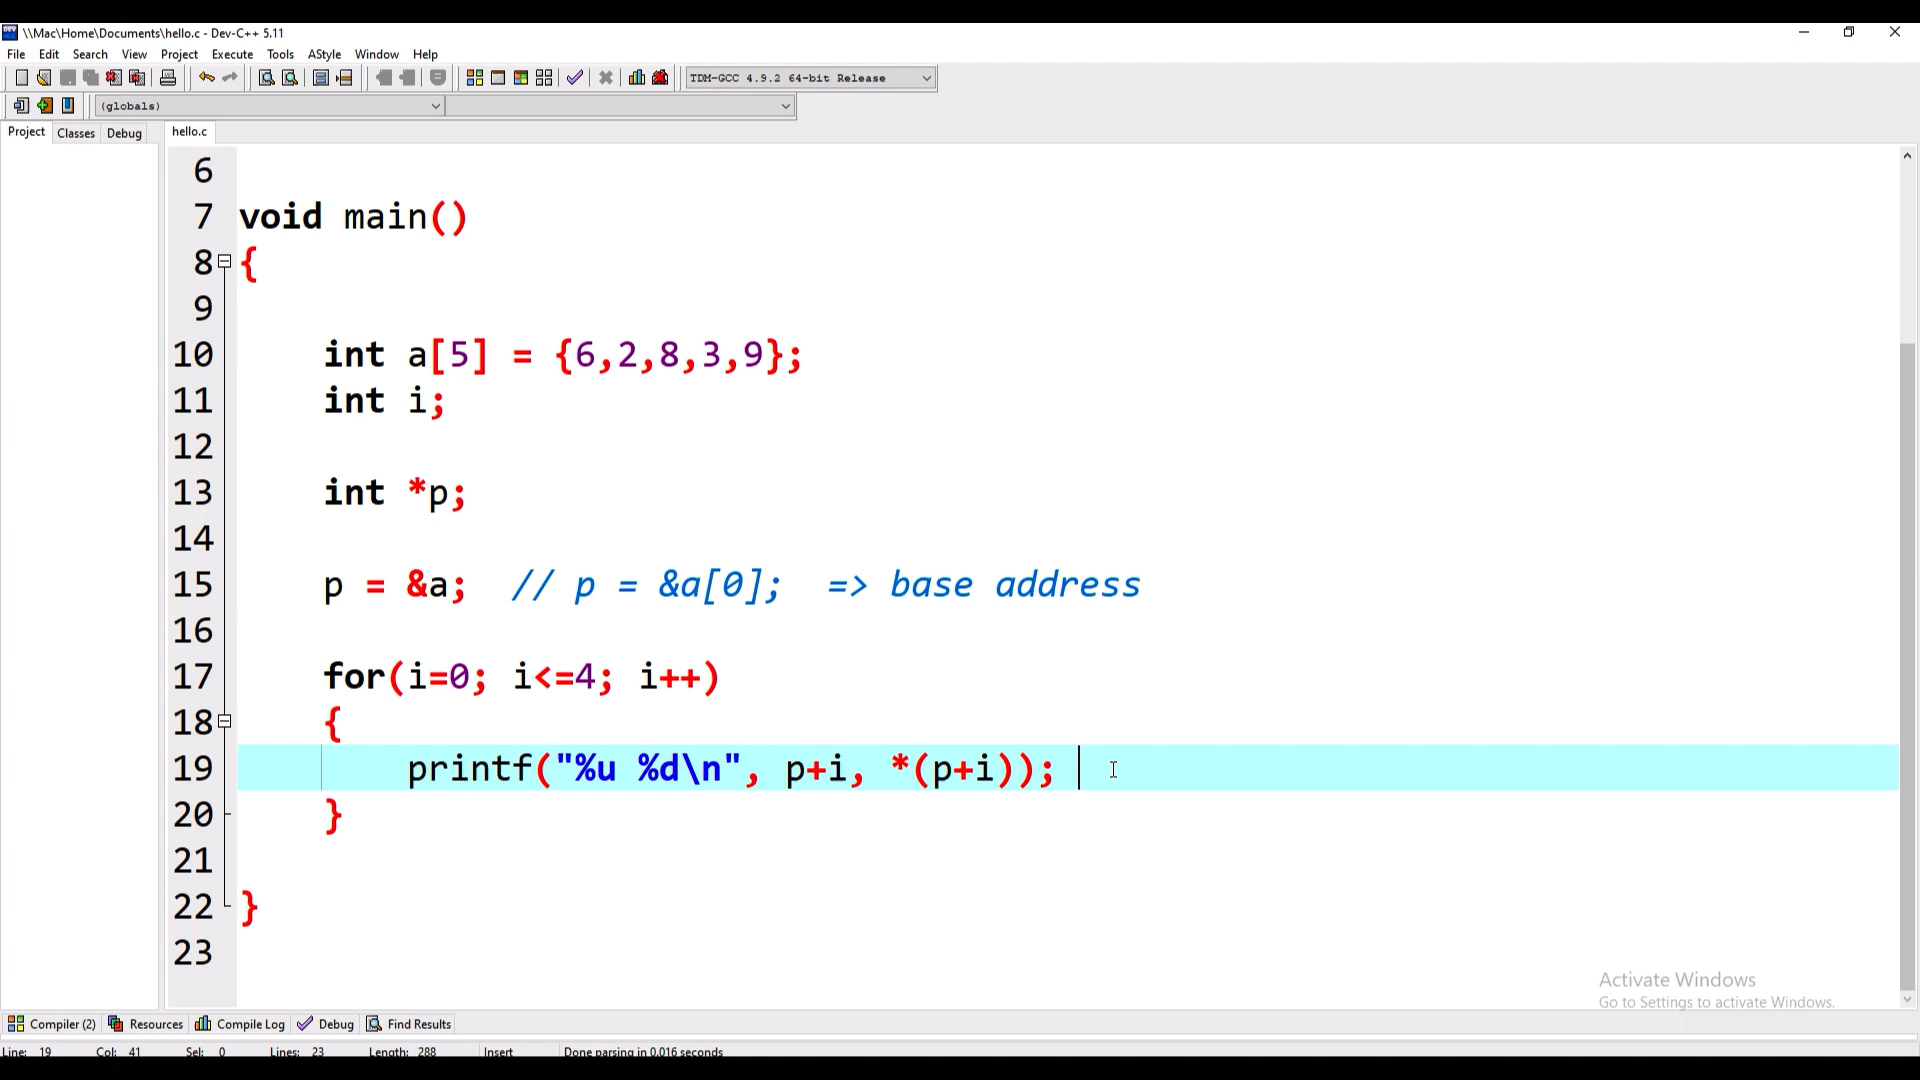 \\Mac\Home\Documents\hello.c - Dev-C++ 5.11
File Edit Search View Project Execute Tools AStyle Window Help
TDM-GCC 4.9.2 64-bit Release
(globals)
Project Classes Debug hello.c
6
7 void main()
8 {
9
10 int a[5] = {6,2,8,3,9};
11 int i;
12
13 int *p;
14
15 p = &a; // p = &a[0]; => base address
16
17 for(i=0; i<=4; i++)
18 {
19 printf("%u %d\n", p+i, *(p+i));
20 }
21
22 }
23
Activate Windows
Go to Settings to activate Windows.
Compiler (2) Resources Compile Log Debug Find Results
Line: 19 Col: 41 Sel: 0 Lines: 23 Length: 288 Insert Done parsing in 0.016 seconds